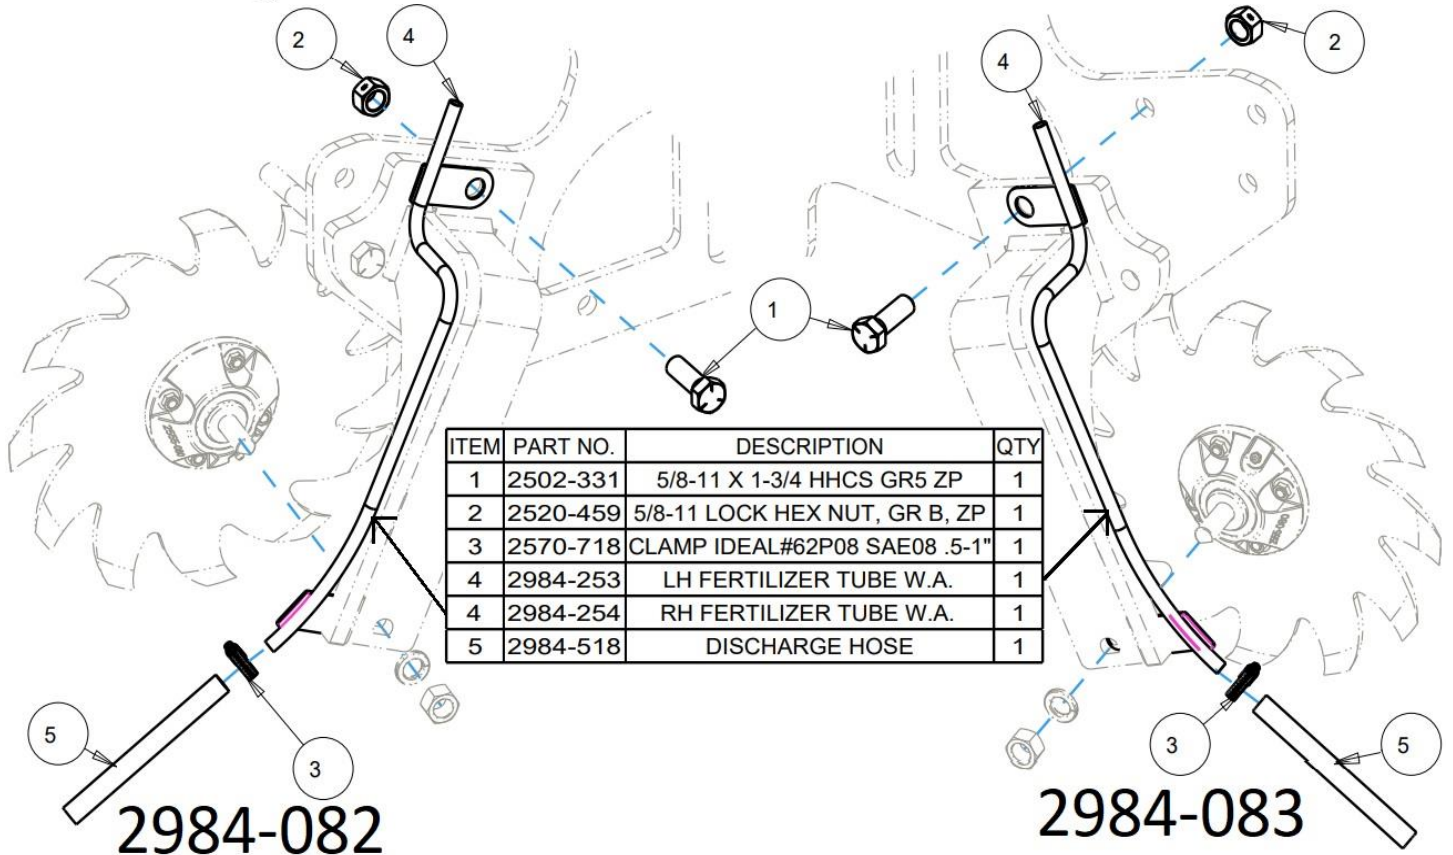 2
4
4
2
1
ITEM PART NO. DESCRIPTION QTY
1 2502-331 5/8-11 X 1-3/4 HHCS GR5 ZP 1
2 2520-459 5/8-11 LOCK HEX NUT, GR B, ZP 1
3 2570-718 CLAMP IDEAL#62P08 SAE08 .5-1" 1
4 2984-253 LH FERTILIZER TUBE W.A. 1
4 2984-254 RH FERTILIZER TUBE W.A. 1
5 2984-518 DISCHARGE HOSE 1
5
3
3
5
2984-082
2984-083